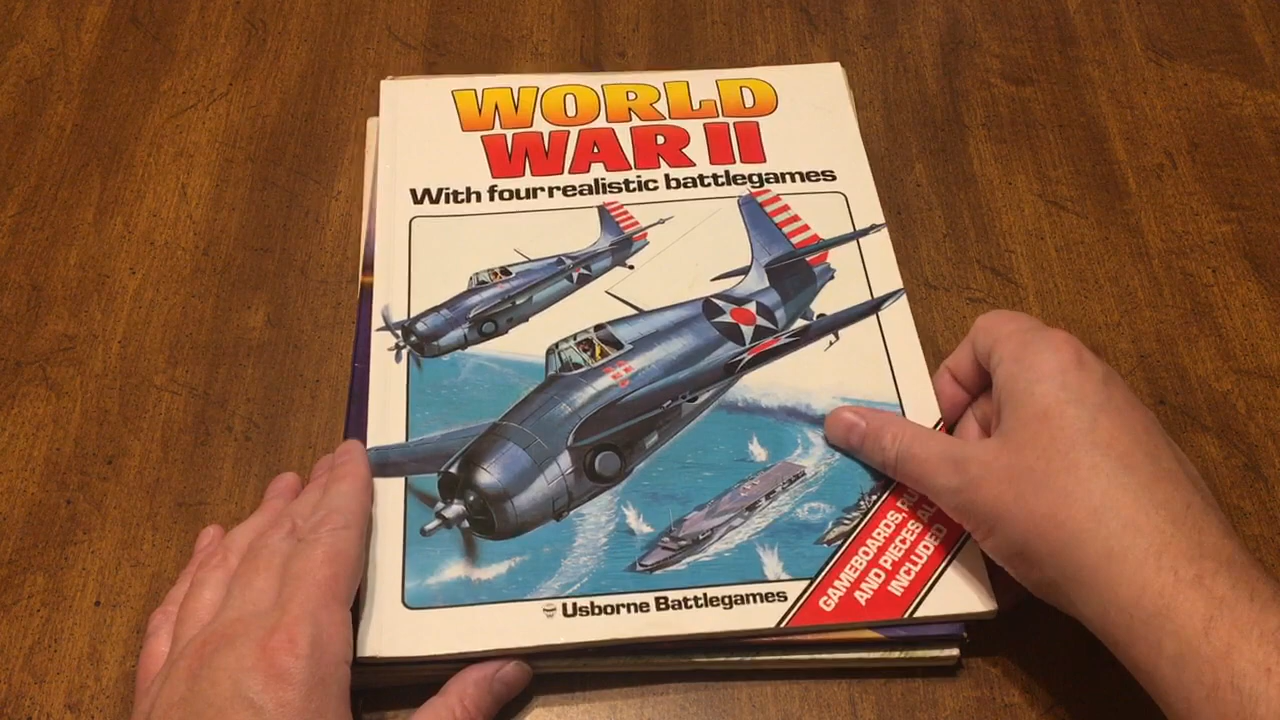 WORLD
WAR II
With four realistic battlegames
Usborne Battlegames
GAMEBOARDS,
AND PIECES
INCLUDED